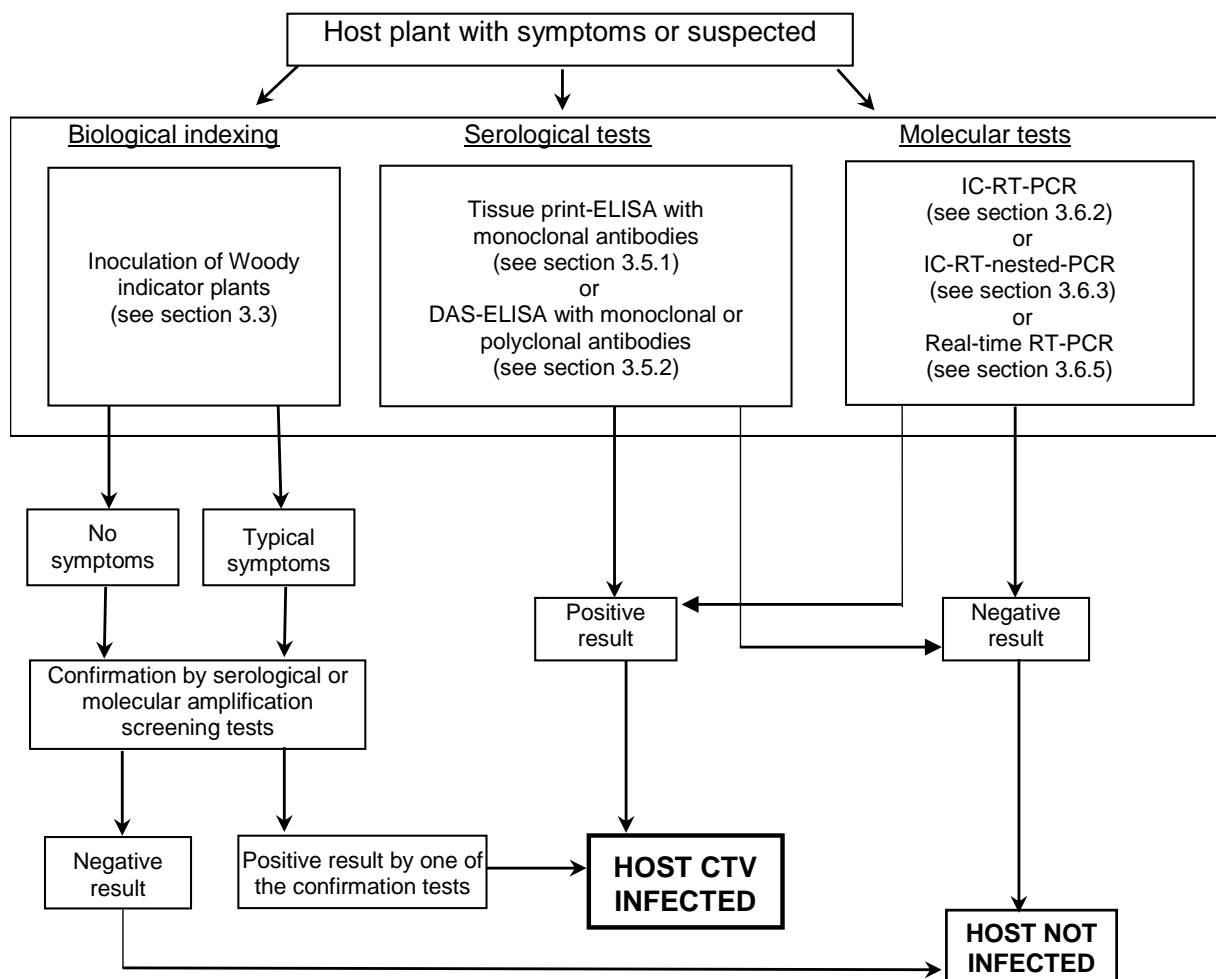 Host plant with symptoms or suspected
Biological indexing
Serological tests
Molecular tests
Inoculation of Woody
indicator plants
(see section 3.3)
Tissue print-ELISA with
monoclonal antibodies
(see section 3.5.1)
or
DAS-ELISA with monoclonal or
polyclonal antibodies
(see section 3.5.2)
IC-RT-PCR
(see section 3.6.2)
or
IC-RT-nested-PCR
(see section 3.6.3)
or
Real-time RT-PCR
(see section 3.6.5)
No
symptoms
Typical
symptoms
Positive
result
Negative
result
Confirmation by serological or
molecular amplification
screening tests
Negative
result
Positive result by one of
the confirmation tests
HOST CTV
INFECTED
HOST NOT
INFECTED